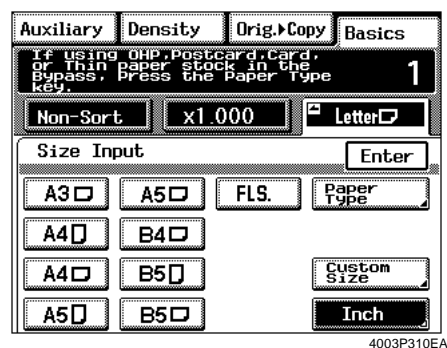 Auxiliary Density Orig.▸Copy Basics
If using OHP,Postcard,Card,
or Thin paper stock in the
Bypass, Press the Paper Type
key.
1
Non-Sort x1.000 Letter
Size Input Enter
A3 A5 FLS. Paper Type
A4 B4
A4 B5 Custom Size
A5 B5 Inch
4003P310EA